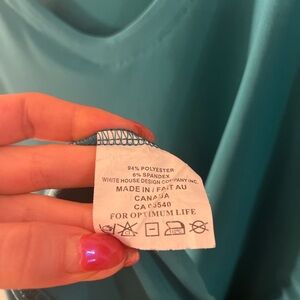 94% POLYESTER
6% SPANDEX
WHITE HOUSE DESIGN COMPANY INC.
MADE IN / FAIT AU
CANADA
CA 03540
FOR OPTIMUM LIFE